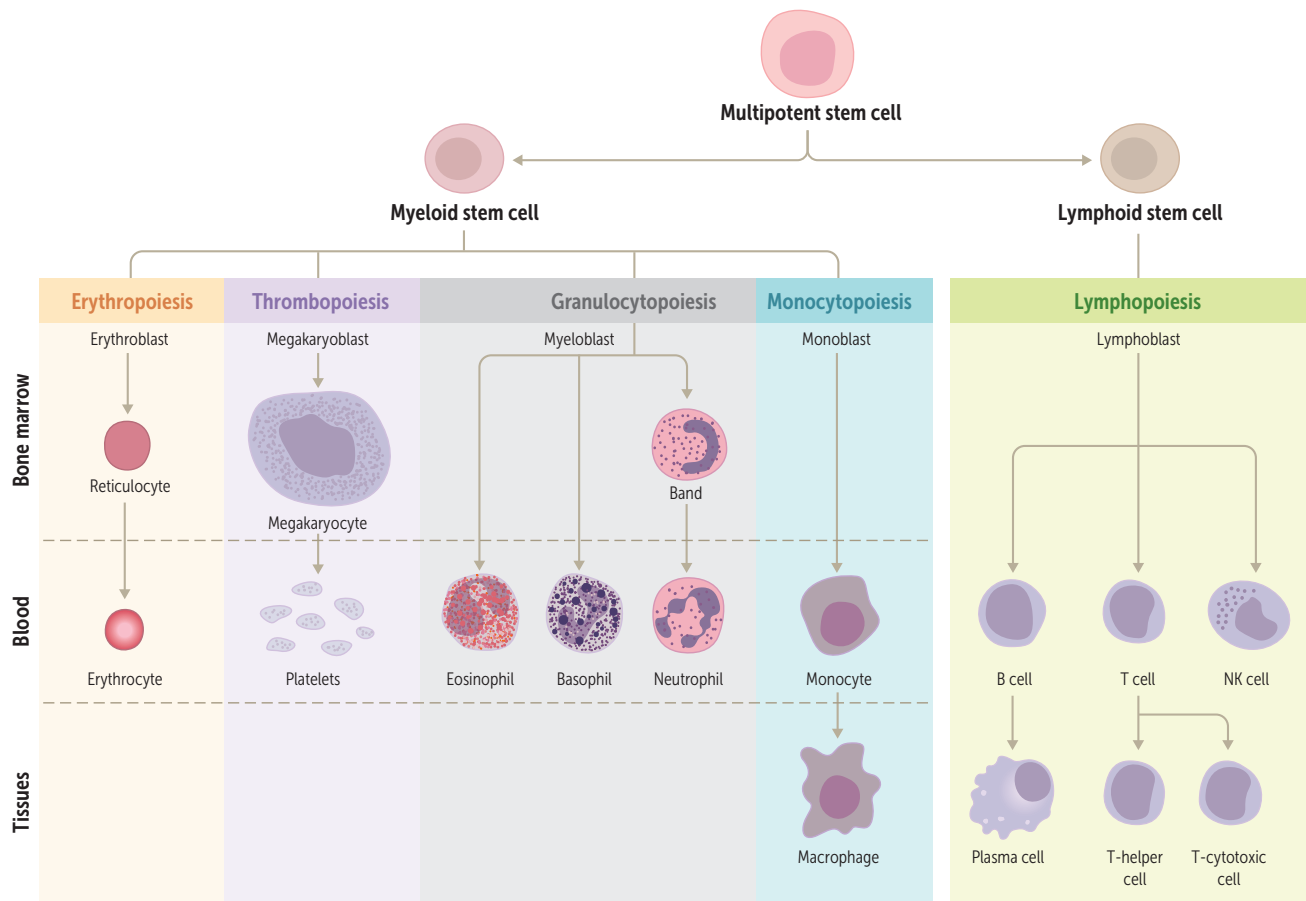 Multipotent stem cell
Myeloid stem cell
Lymphoid stem cell
Erythropoiesis
Thrombopoiesis
Granulocytopoiesis
Monocytopoiesis
Lymphopoiesis
Erythroblast
Megakaryoblast
Myeloblast
Monoblast
Lymphoblast
Bone marrow
Reticulocyte
Band
Megakaryocyte
Blood
Erythrocyte
Platelets
Eosinophil
Basophil
Neutrophil
Monocyte
B cell
T cell
NK cell
Tissues
Macrophage
Plasma cell
T-helper
cell
T-cytotoxic
cell